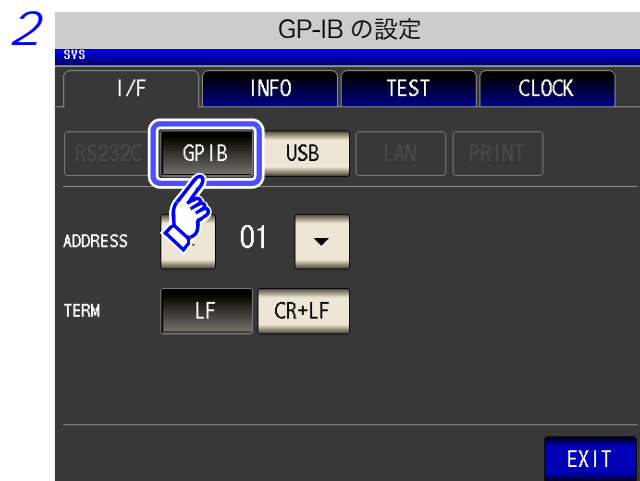 2
GP-IB の設定
SYS
I/F INFO TEST CLOCK
RS232C GPIB USB LAN PRINT
ADDRESS 01
TERM LF CR+LF
EXIT